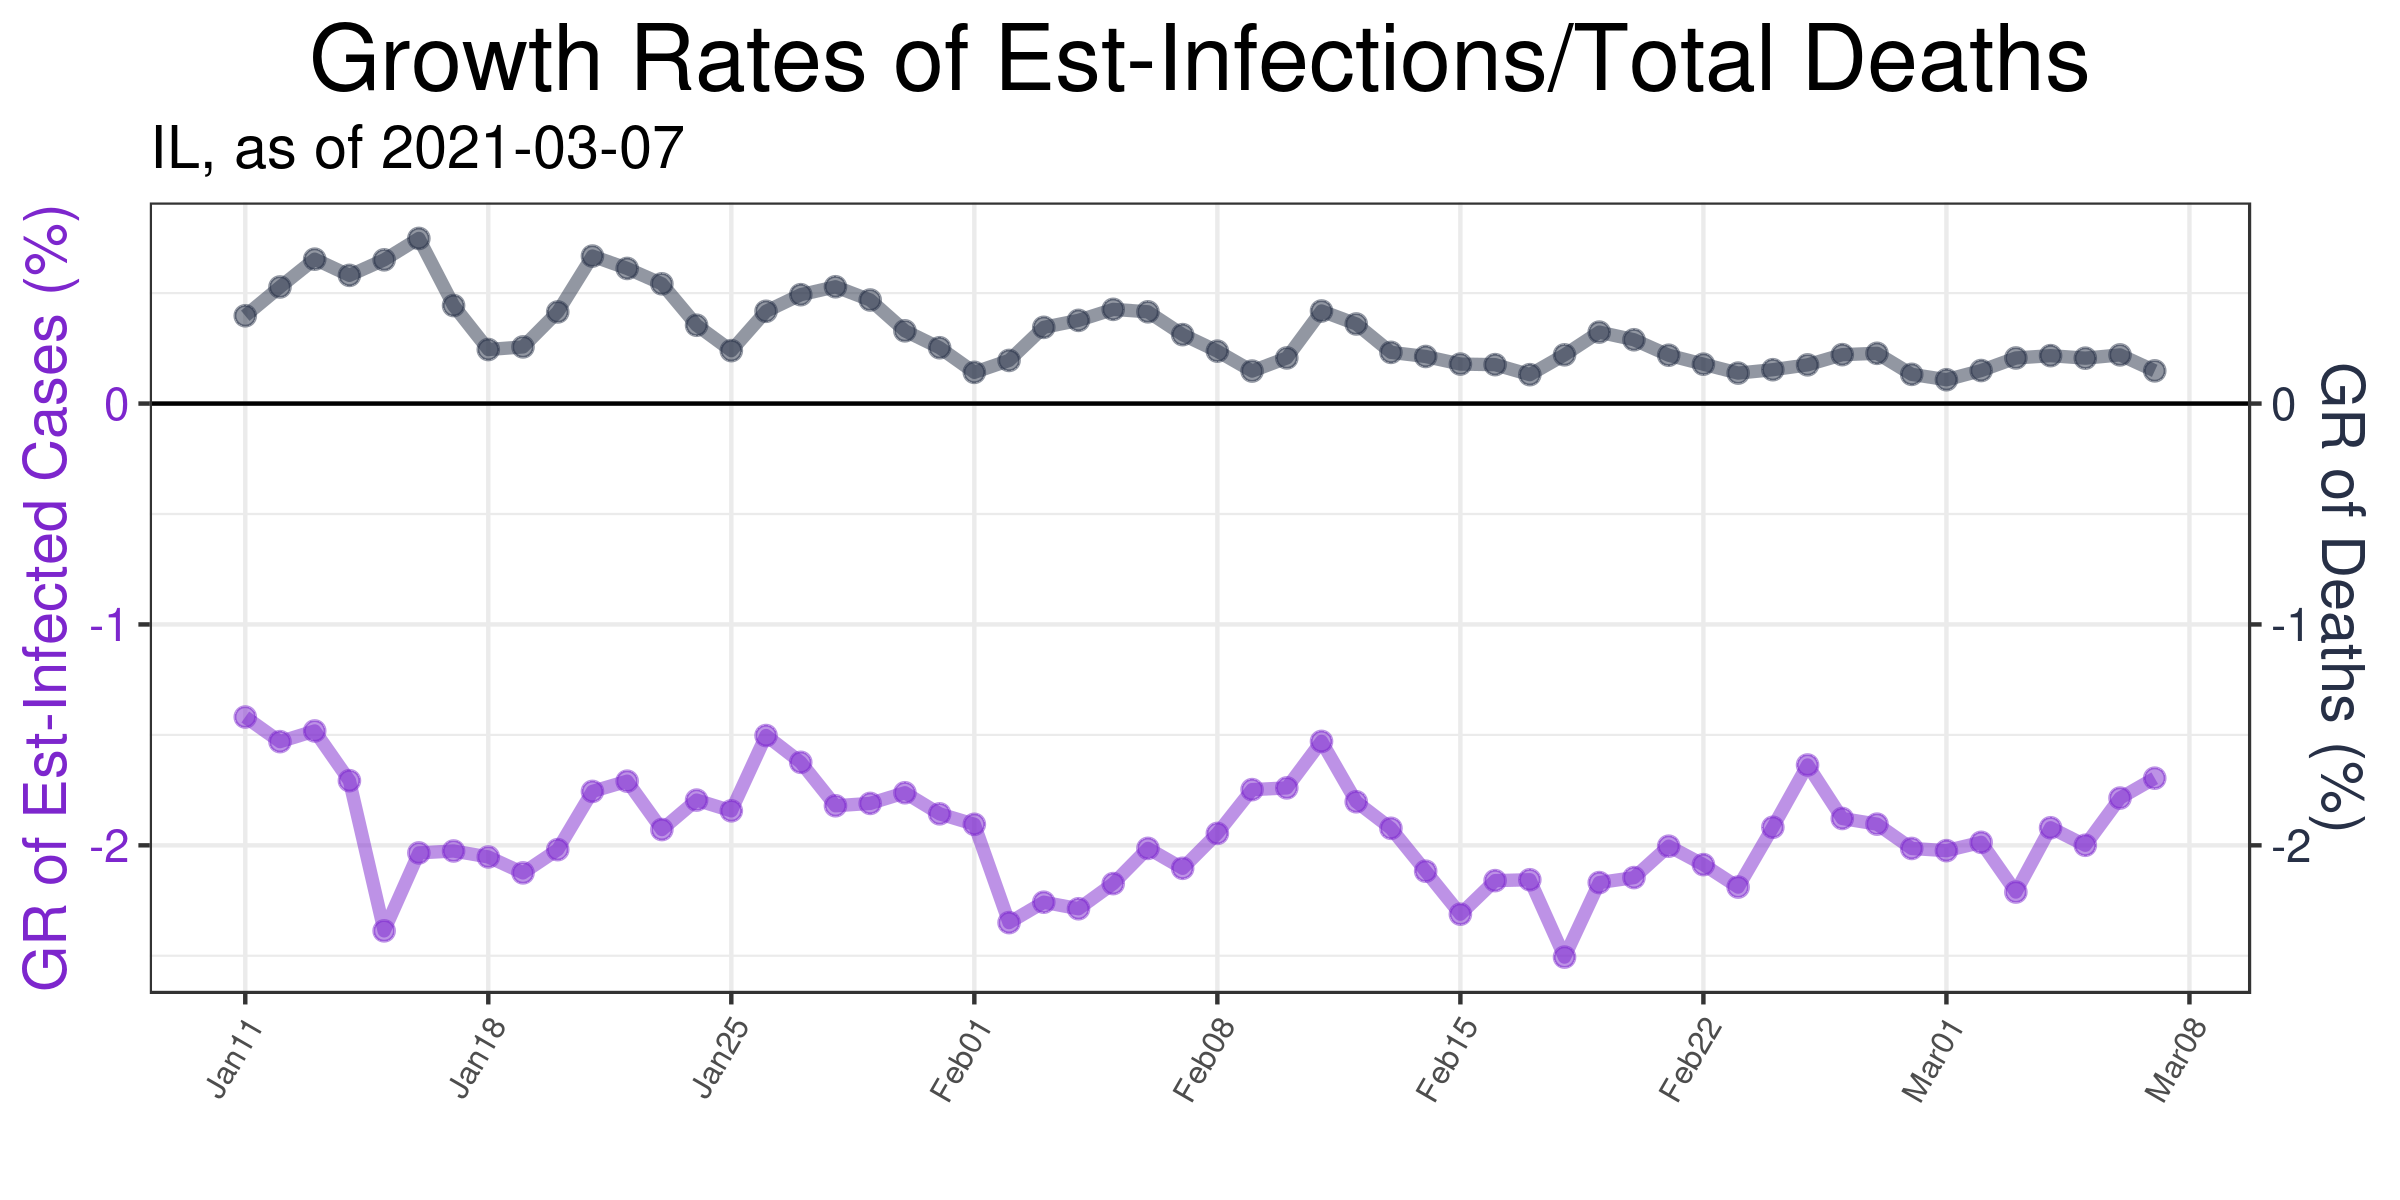 Growth Rates of Est-Infections/Total Deaths
IL, as of 2021-03-07
GR of Est-Infected Cases (%)
0
-1
-2
0
-1
-2
GR of Deaths (%)
Jan11
Jan18
Jan25
Feb01
Feb08
Feb15
Feb22
Mar01
Mar08